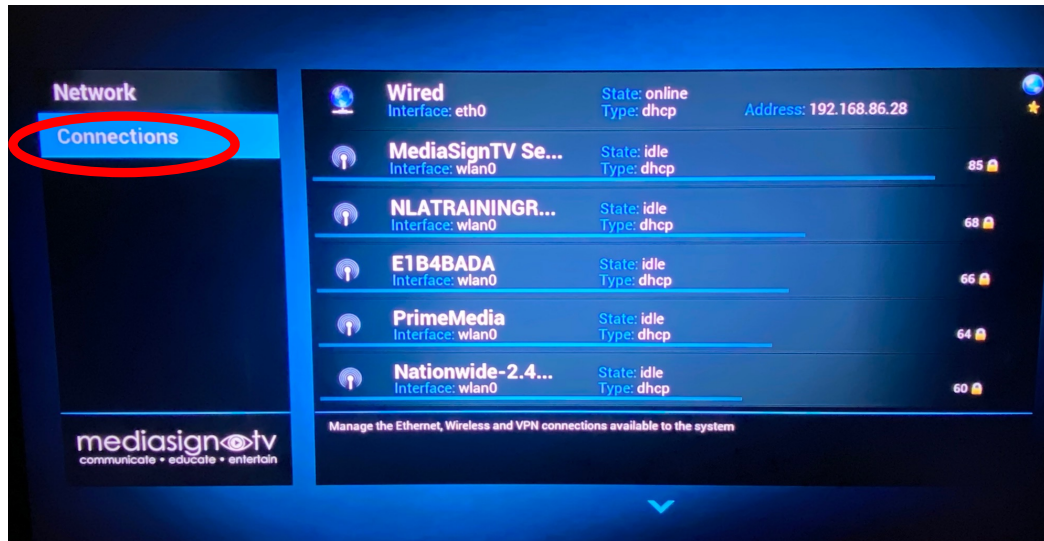 Network
Connections
Wired
Interface: eth0
State: online
Type: dhcp
Address: 192.168.86.28
MediaSignTV Se...
Interface: wlan0
State: idle
Type: dhcp
85
NLATRAININGR...
Interface: wlan0
State: idle
Type: dhcp
68
E1B4BADA
Interface: wlan0
State: idle
Type: dhcp
66
PrimeMedia
Interface: wlan0
State: idle
Type: dhcp
64
Nationwide-2.4...
Interface: wlan0
State: idle
Type: dhcp
60
Manage the Ethernet, Wireless and VPN connections available to the system
mediasign tv
communicate • educate • entertain